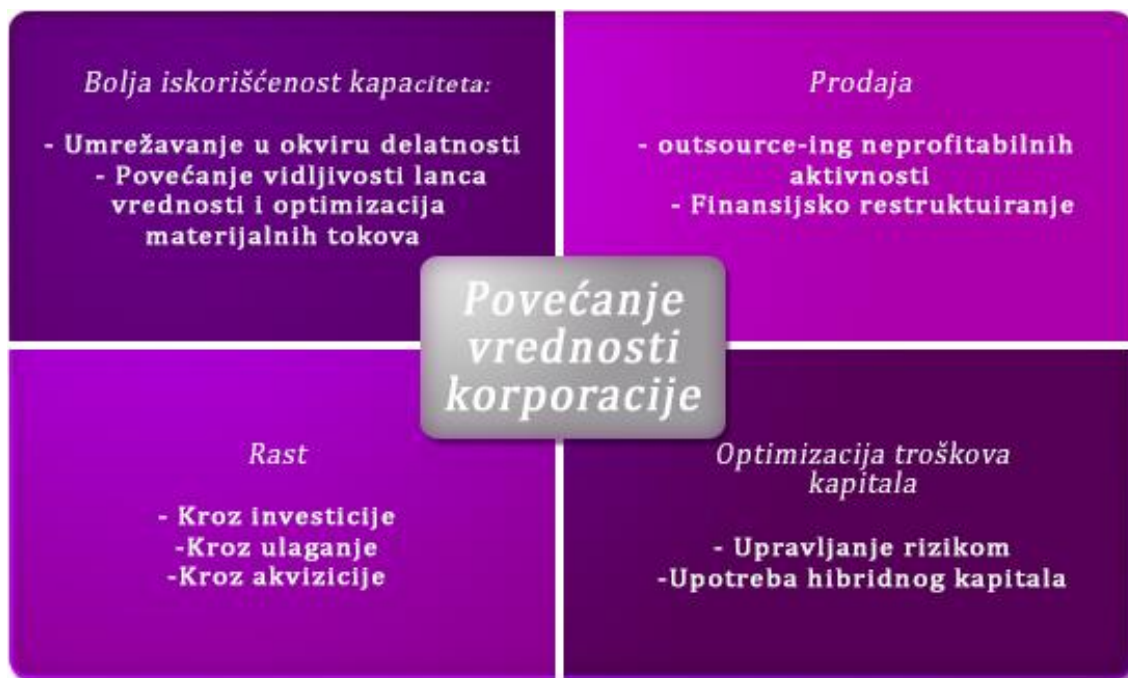 Bolja iskorišćenost kapaciteta:
- Umrežavanje u okviru delatnosti
- Povećanje vidljivosti lanca
vrednosti i optimizacija
materijalnih tokova
Prodaja
- outsource-ing neprofitabilnih
aktivnosti
- Finansijsko restruktuiranje
Povećanje
vrednosti
korporacije
Rast
- Kroz investicije
-Kroz ulaganje
-Kroz akvizicije
Optimizacija troškova
kapitala
- Upravljanje rizikom
-Upotreba hibridnog kapitala